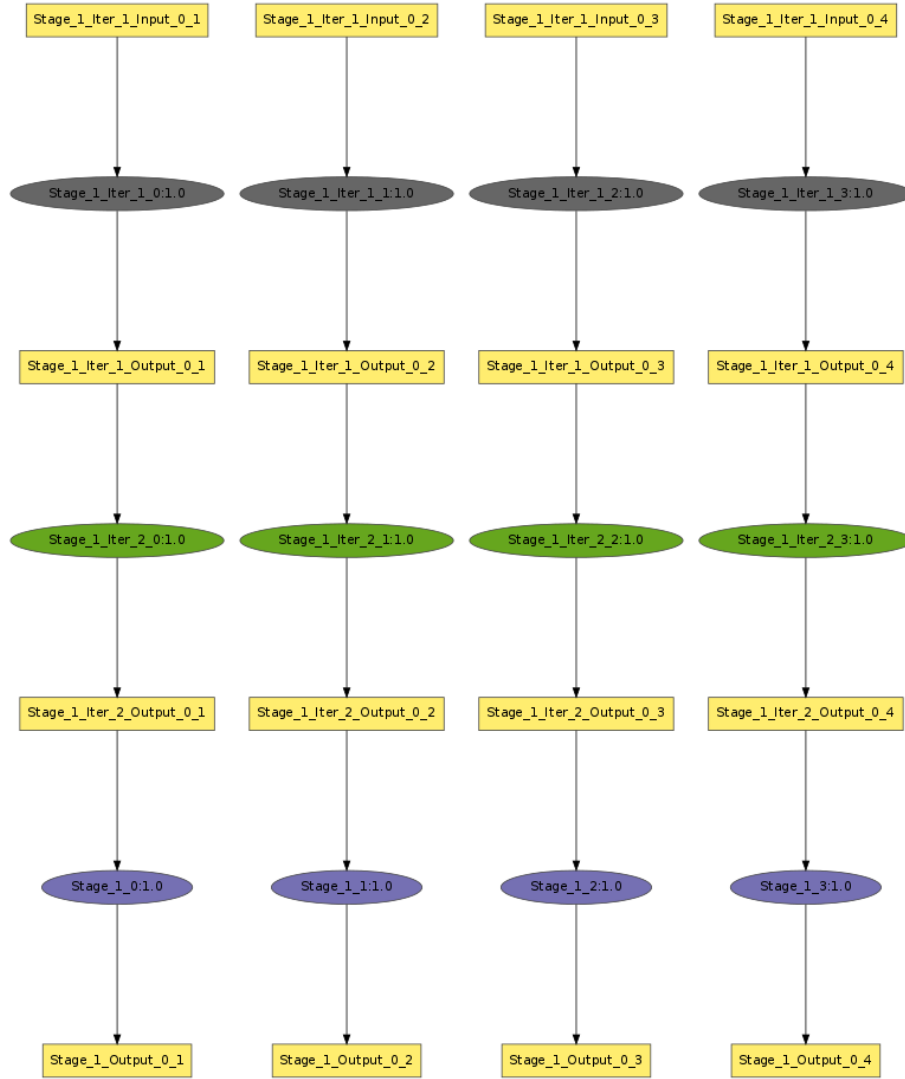 Stage_1_Iter_1_Input_0_1
Stage_1_Iter_1_Input_0_2
Stage_1_Iter_1_Input_0_3
Stage_1_Iter_1_Input_0_4
Stage_1_Iter_1_0:1.0
Stage_1_Iter_1_1:1.0
Stage_1_Iter_1_2:1.0
Stage_1_Iter_1_3:1.0
Stage_1_Iter_1_Output_0_1
Stage_1_Iter_1_Output_0_2
Stage_1_Iter_1_Output_0_3
Stage_1_Iter_1_Output_0_4
Stage_1_Iter_2_0:1.0
Stage_1_Iter_2_1:1.0
Stage_1_Iter_2_2:1.0
Stage_1_Iter_2_3:1.0
Stage_1_Iter_2_Output_0_1
Stage_1_Iter_2_Output_0_2
Stage_1_Iter_2_Output_0_3
Stage_1_Iter_2_Output_0_4
Stage_1_0:1.0
Stage_1_1:1.0
Stage_1_2:1.0
Stage_1_3:1.0
Stage_1_Output_0_1
Stage_1_Output_0_2
Stage_1_Output_0_3
Stage_1_Output_0_4